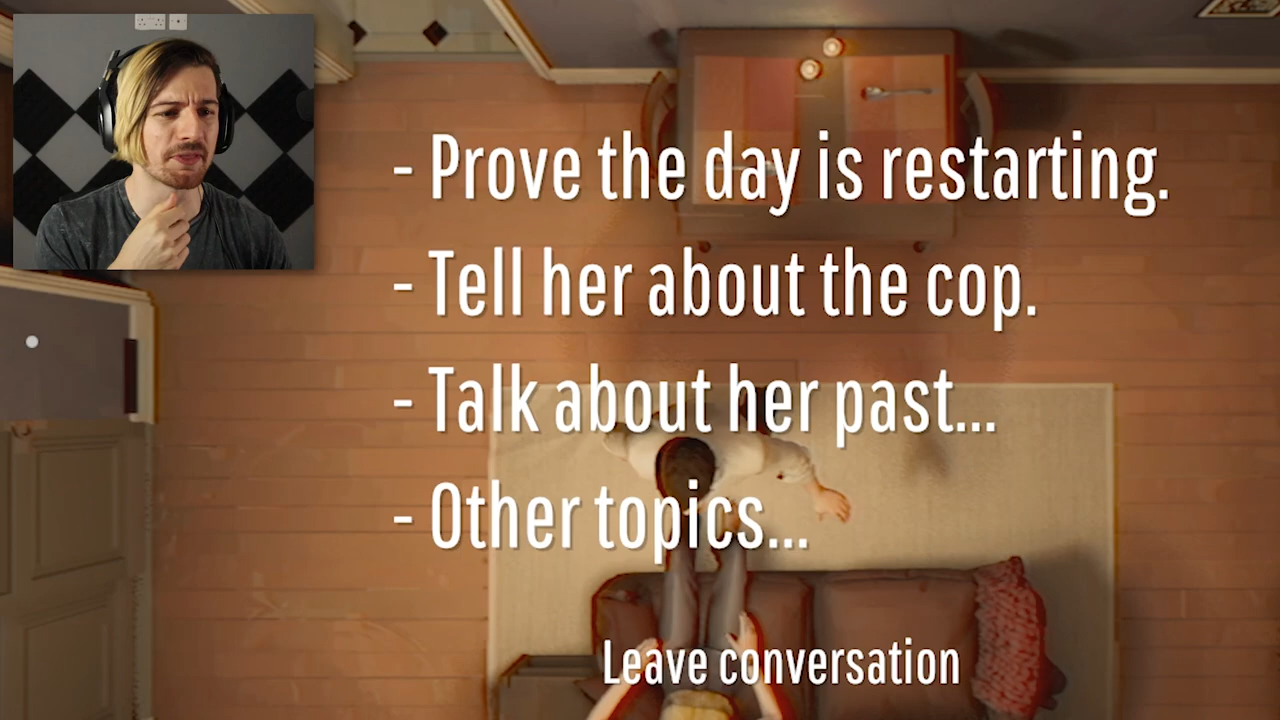 - Prove the day is restarting.
- Tell her about the cop.
- Talk about her past...
- Other topics...
Leave conversation